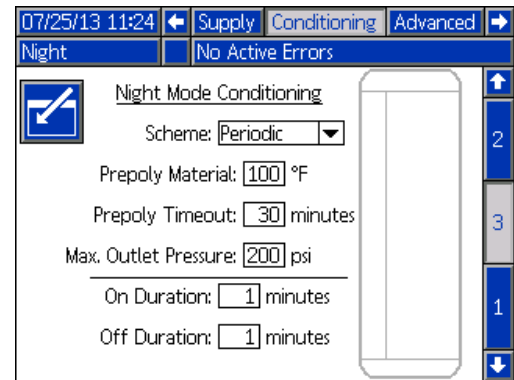 07/25/13 11:24 Supply Conditioning Advanced
Night No Active Errors
Night Mode Conditioning
Scheme: Periodic
Prepoly Material: 100 °F
Prepoly Timeout: 30 minutes
Max. Outlet Pressure: 200 psi
On Duration: 1 minutes
Off Duration: 1 minutes
2
3
1